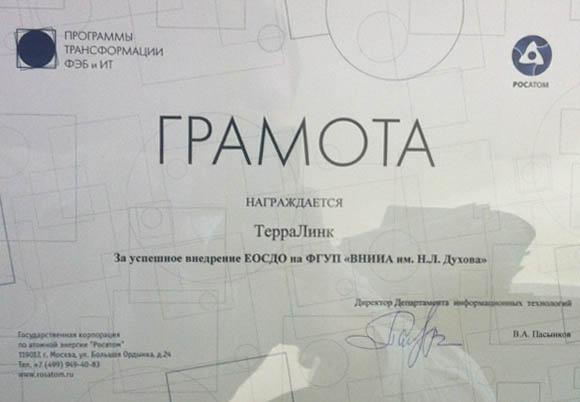 ПРОГРАММЫ
ТРАНСФОРМАЦИИ
ФЭБ и ИТ
РОСАТОМ
ГРАМОТА
НАГРАЖДАЕТСЯ
ТерраЛинк
За успешное внедрение ЕОСДО на ФГУП «ВНИИА им. Н.Л. Духова»
Директор Департамента информационных технологий
В.А. Пасынков
Государственная корпорация
по атомной энергии "Росатом"
119017, г. Москва, ул. Большая Ордынка, д.24
Тел. +7 (499) 949-40-83
www.rosatom.ru